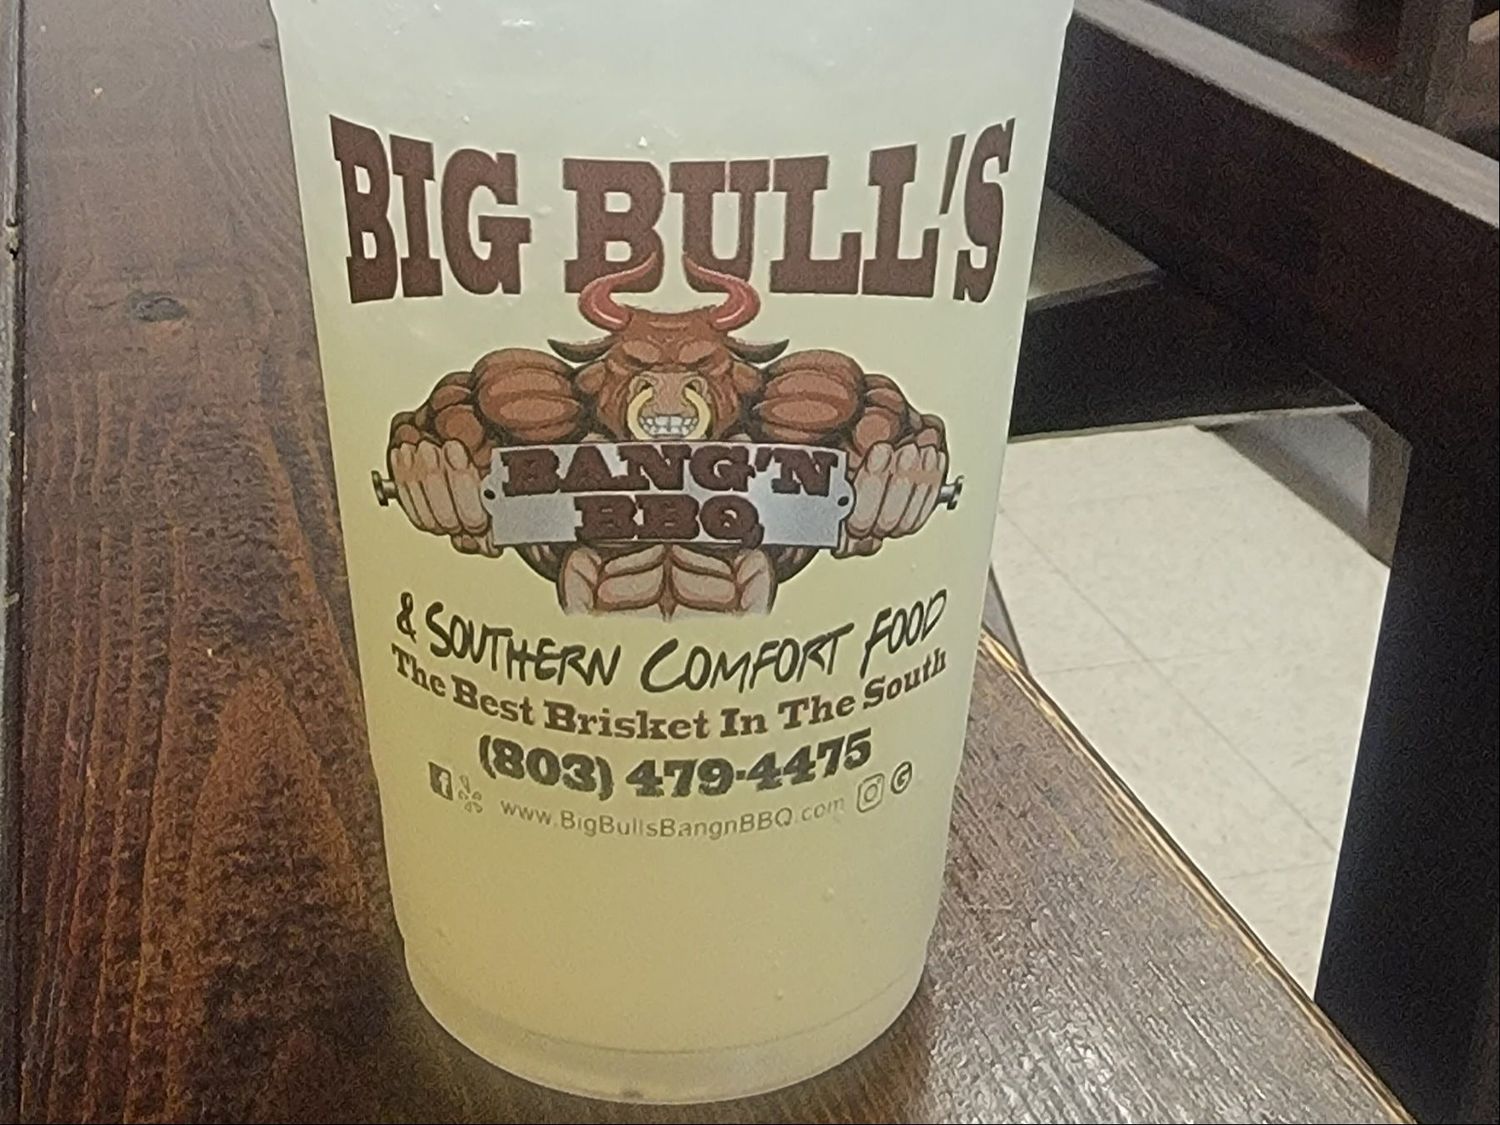 BIG BULL'S
BANG'N
BBQ
& SOUTHERN COMFORT FOOD
The Best Brisket In The South
(803) 479-4475
www.BigBullsBangnBBQ.com